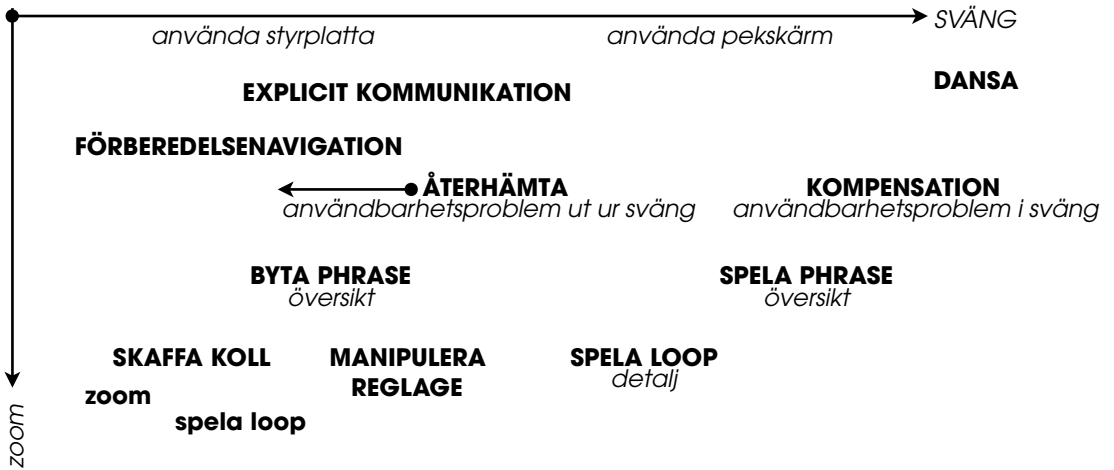 SVÄNG
använda styrplatta
använda pekskärm
DANSA
EXPLICIT KOMMUNIKATION
FÖRBEREDELSENAVIGATION
ÅTERHÄMTA
användbarhetsproblem ut ur sväng
KOMPENSATION
användbarhetsproblem i sväng
BYTA PHRASE
översikt
SPELA PHRASE
översikt
SKAFFA KOLL
zoom
spela loop
MANIPULERA
REGLAGE
SPELA LOOP
detalj
zoom